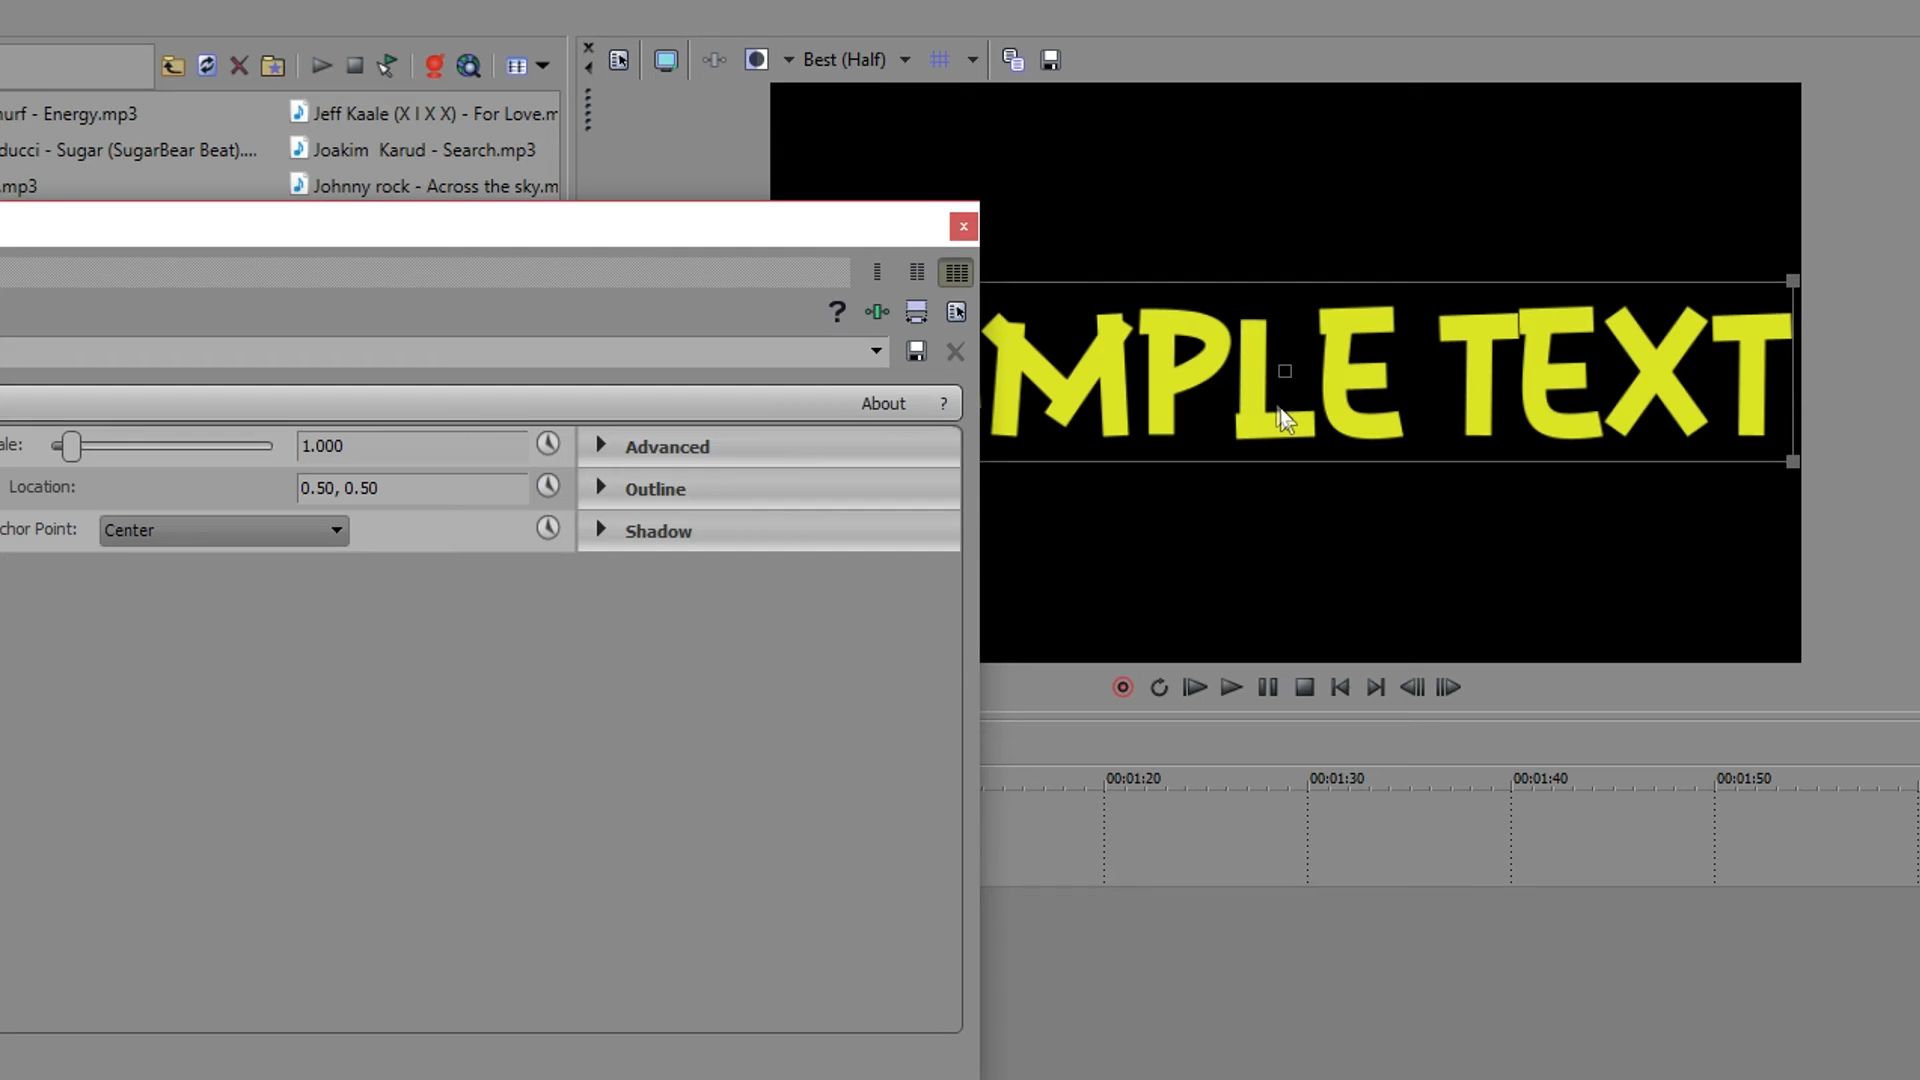 Best (Half)
urf - Energy.mp3
Jeff Kaale (X I X X) - For Love.m
ducci - Sugar (SugarBear Beat)....
Joakim Karud - Search.mp3
.mp3
Johnny rock - Across the sky.m
x
?
MPLE TEXT
About ?
ale:
1.000
Advanced
Location:
0.50, 0.50
Outline
chor Point:
Center
Shadow
00:01:20
00:01:30
00:01:40
00:01:50